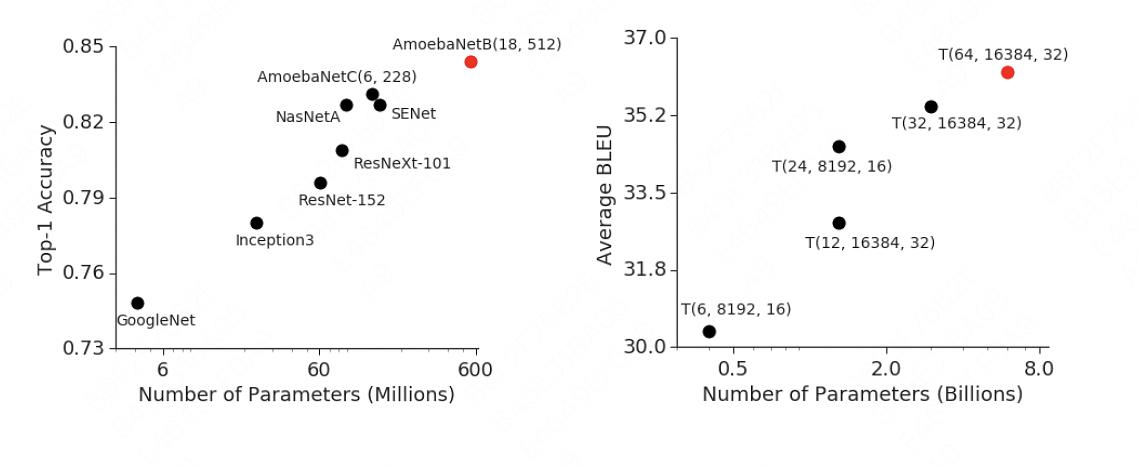 0.85
AmoebaNetB(18, 512)
AmoebaNetC(6, 228)
0.82
NasNetA
SENet
ResNeXt-101
0.79
ResNet-152
Inception3
0.76
GoogleNet
0.73
6
60
600
Top-1 Accuracy
Number of Parameters (Millions)
37.0
T(64, 16384, 32)
35.2
T(32, 16384, 32)
T(24, 8192, 16)
33.5
T(12, 16384, 32)
31.8
T(6, 8192, 16)
30.0
0.5
2.0
8.0
Average BLEU
Number of Parameters (Billions)